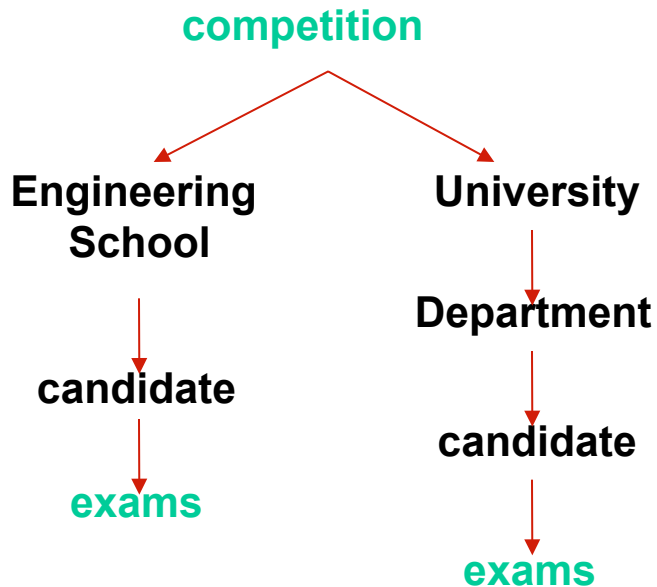 competition
Engineering
School
University
Department
candidate
candidate
exams
exams